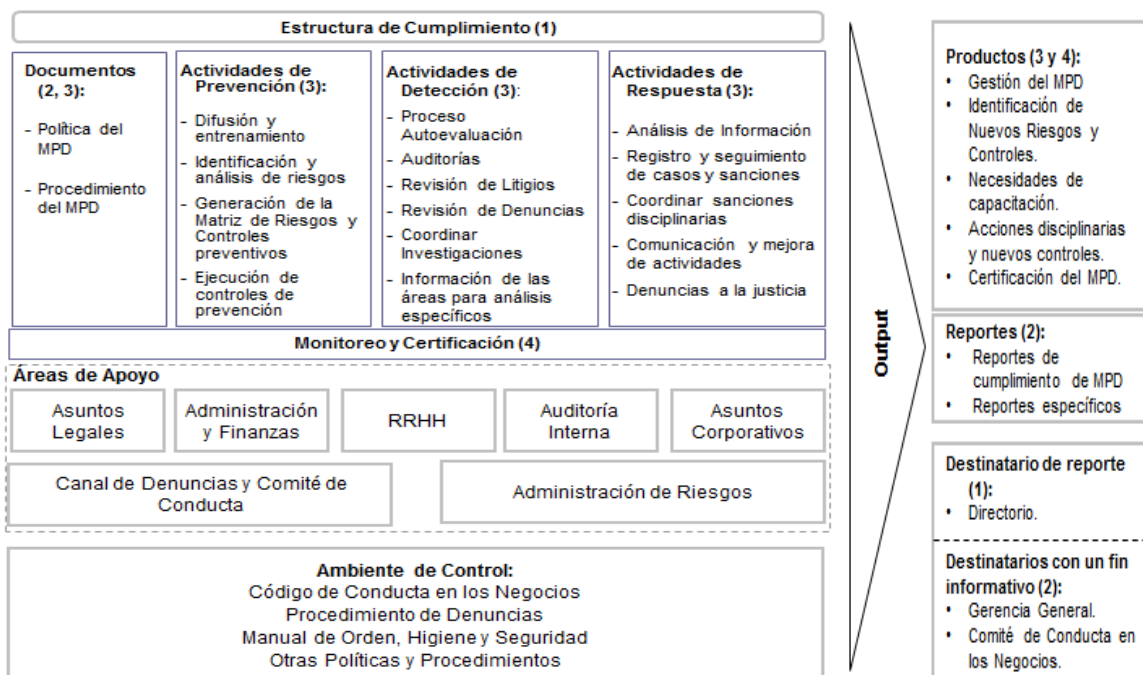 Estructura de Cumplimiento (1)
Documentos
(2, 3):
- Política del
MPD
- Procedimiento
del MPD
Actividades de
Prevención (3):
- Difusión y
entrenamiento
- Identificación y
análisis de riesgos
- Generación de la
Matriz de Riesgos y
Controles
preventivos
- Ejecución de
controles de
prevención
Actividades de
Detección (3):
- Proceso
Autoevaluación
- Auditorías
- Revisión de Litigios
- Revisión de Denuncias
- Coordinar
Investigaciones
- Información de las
áreas para análisis
específicos
Actividades de
Respuesta (3):
- Análisis de Información
- Registro y seguimiento
de casos y sanciones
- Coordinar sanciones
disciplinarias
- Comunicación y mejora
de actividades
- Denuncias a la justicia
Monitoreo y Certificación (4)
Áreas de Apoyo
Asuntos
Legales
Administración
y Finanzas
RRHH
Auditoría
Interna
Asuntos
Corporativos
Canal de Denuncias y Comité de
Conducta
Administración de Riesgos
Ambiente de Control:
Código de Conducta en los Negocios
Procedimiento de Denuncias
Manual de Orden, Higiene y Seguridad
Otras Políticas y Procedimientos
Output
Productos (3 y 4):
• Gestión del MPD
• Identificación de
Nuevos Riesgos y
Controles.
• Necesidades de
capacitación.
• Acciones disciplinarias
y nuevos controles.
• Certificación del MPD.
Reportes (2):
• Reportes de
cumplimiento de MPD
• Reportes específicos
Destinatario de reporte
(1):
• Directorio.
Destinatarios con un fin
informativo (2):
• Gerencia General.
• Comité de Conducta en
los Negocios.